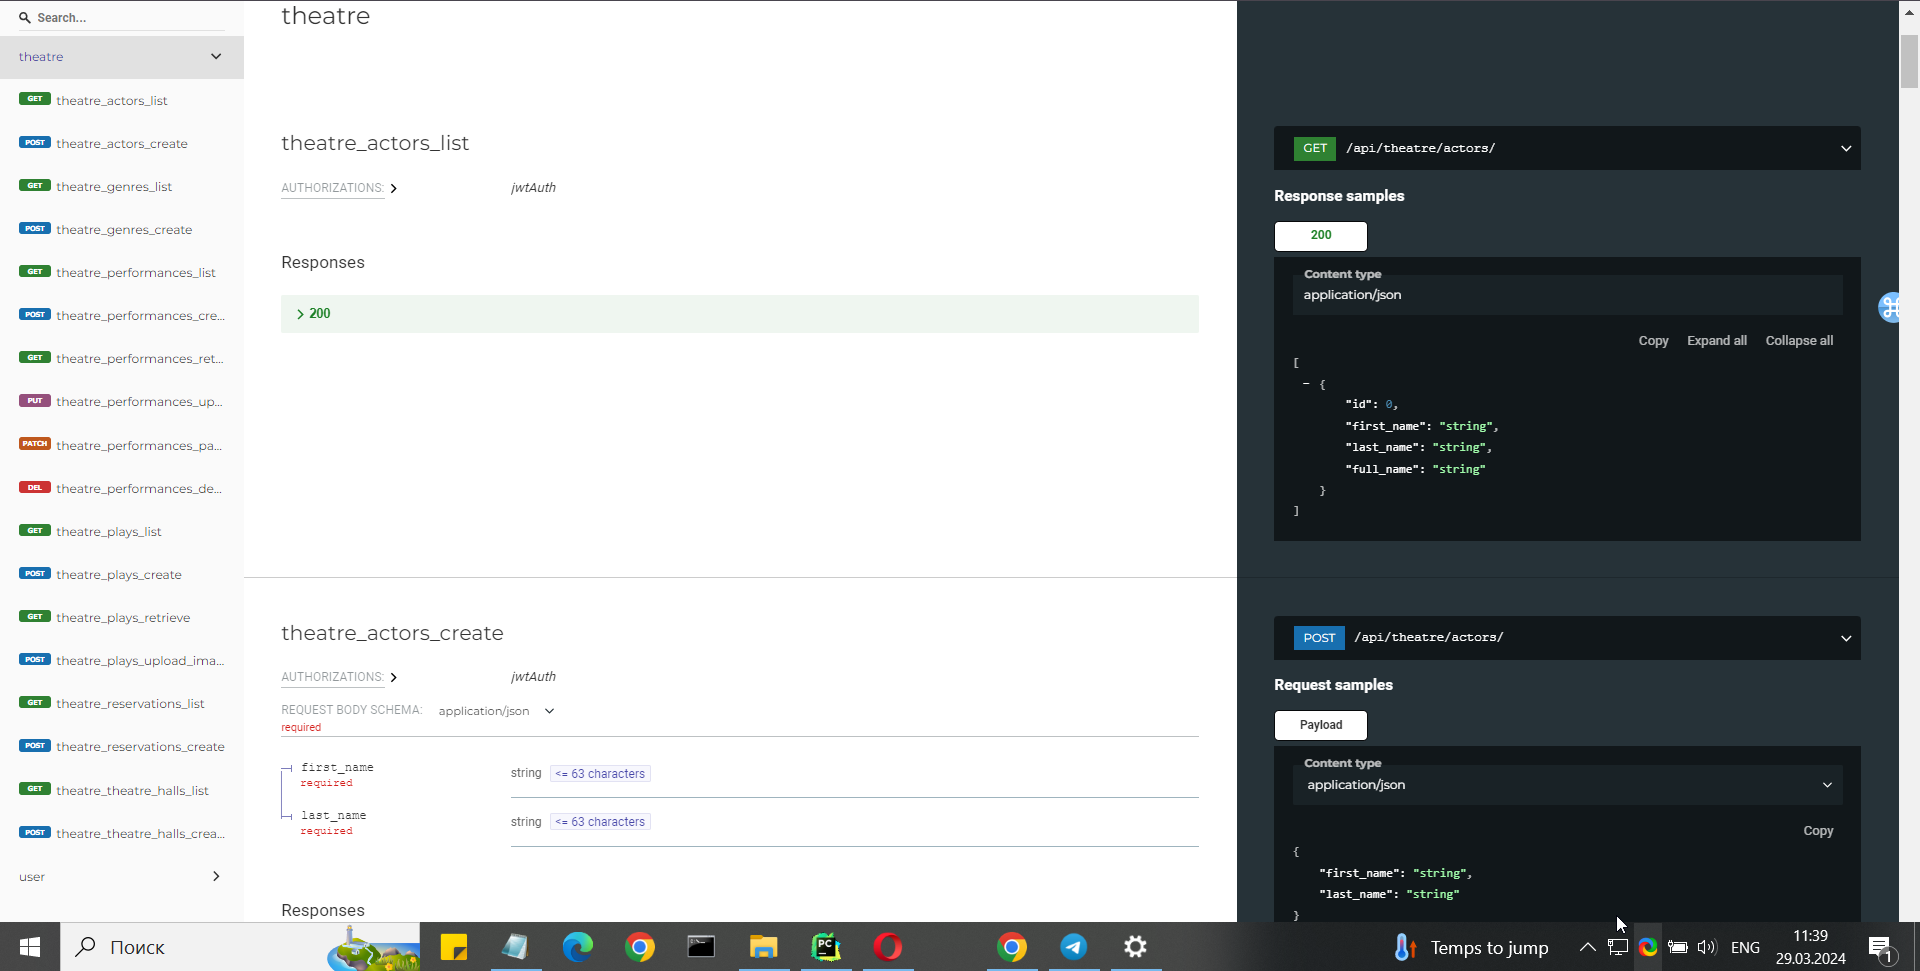 Search...
theatre
GET theatre_actors_list
POST theatre_actors_create
GET theatre_genres_list
POST theatre_genres_create
GET theatre_performances_list
POST theatre_performances_cre...
GET theatre_performances_ret...
PUT theatre_performances_up...
PATCH theatre_performances_pa...
DEL theatre_performances_de...
GET theatre_plays_list
POST theatre_plays_create
GET theatre_plays_retrieve
POST theatre_plays_upload_ima...
GET theatre_reservations_list
POST theatre_reservations_create
GET theatre_theatre_halls_list
POST theatre_theatre_halls_crea...
user
theatre
theatre_actors_list
AUTHORIZATIONS: jwtAuth
Responses
200
theatre_actors_create
AUTHORIZATIONS: jwtAuth
REQUEST BODY SCHEMA: application/json
required
first_name
required
string <= 63 characters
last_name
required
string <= 63 characters
Responses
GET /api/theatre/actors/
Response samples
200
Content type
application/json
Copy Expand all Collapse all
[
− {
"id": 0,
"first_name": "string",
"last_name": "string",
"full_name": "string"
}
]
POST /api/theatre/actors/
Request samples
Payload
Content type
application/json
Copy
{
"first_name": "string",
"last_name": "string"
}
Поиск
PC
Temps to jump
ENG
11:39
29.03.2024
1